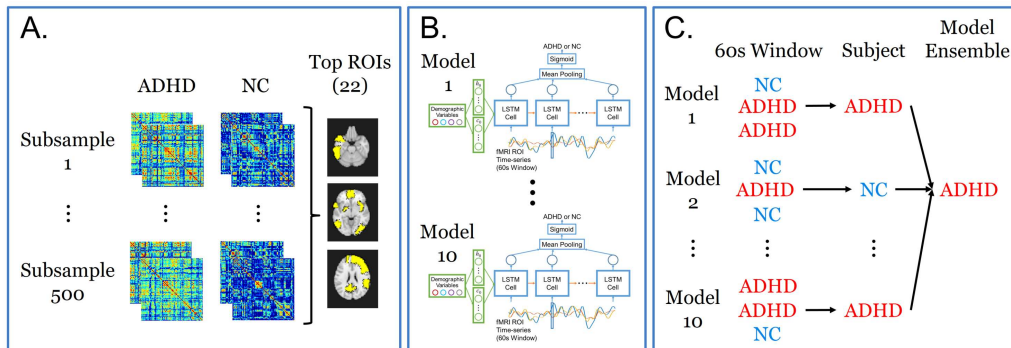 A.
ADHD
NC
Top ROIs
(22)
Subsample
1
Subsample
500
B.
Model
1
Demographic
Variables
ADHD or NC
Sigmoid
Mean Pooling
LSTM
Cell
LSTM
Cell
LSTM
Cell
fMRI ROI
Time-series
(60s Window)
Model
10
Demographic
Variables
ADHD or NC
Sigmoid
Mean Pooling
LSTM
Cell
LSTM
Cell
LSTM
Cell
fMRI ROI
Time-series
(60s Window)
C.
60s Window
Subject
Model
Ensemble
Model
1
NC
ADHD
ADHD
ADHD
Model
2
NC
ADHD
NC
NC
ADHD
Model
10
ADHD
ADHD
NC
ADHD